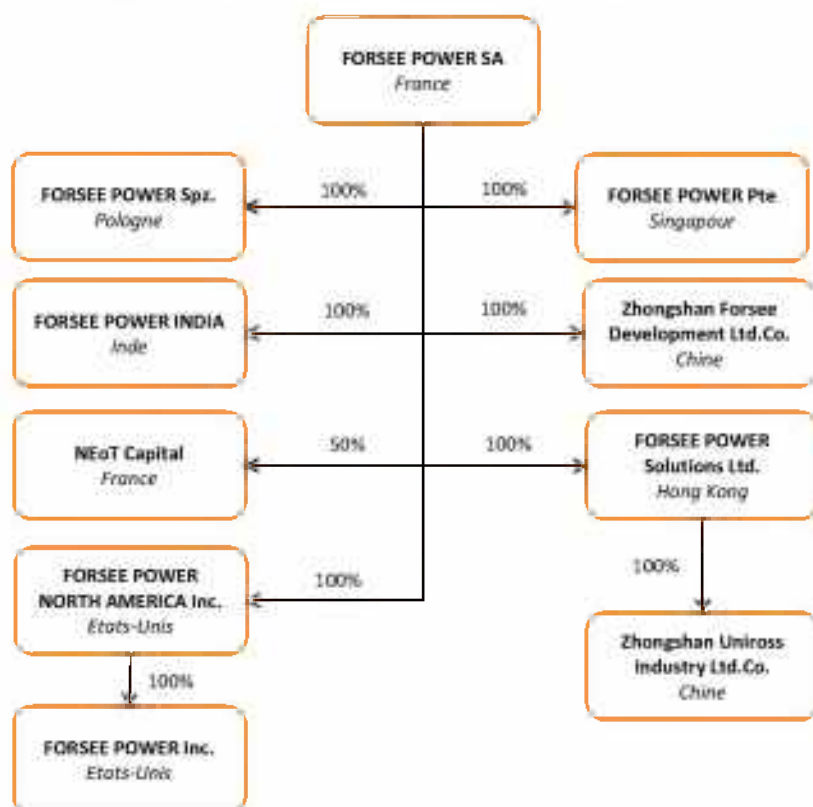 FORSEE POWER SA
France
FORSEE POWER Spz.
Pologne
100%
100%
FORSEE POWER Pte
Singapour
FORSEE POWER INDIA
Inde
100%
100%
Zhongshan Forsee
Development Ltd.Co.
Chine
NEoT Capital
France
50%
100%
FORSEE POWER
Solutions Ltd.
Hong Kong
FORSEE POWER
NORTH AMERICA Inc.
Etats-Unis
100%
100%
Zhongshan Uniross
Industry Ltd.Co.
Chine
100%
FORSEE POWER Inc.
Etats-Unis